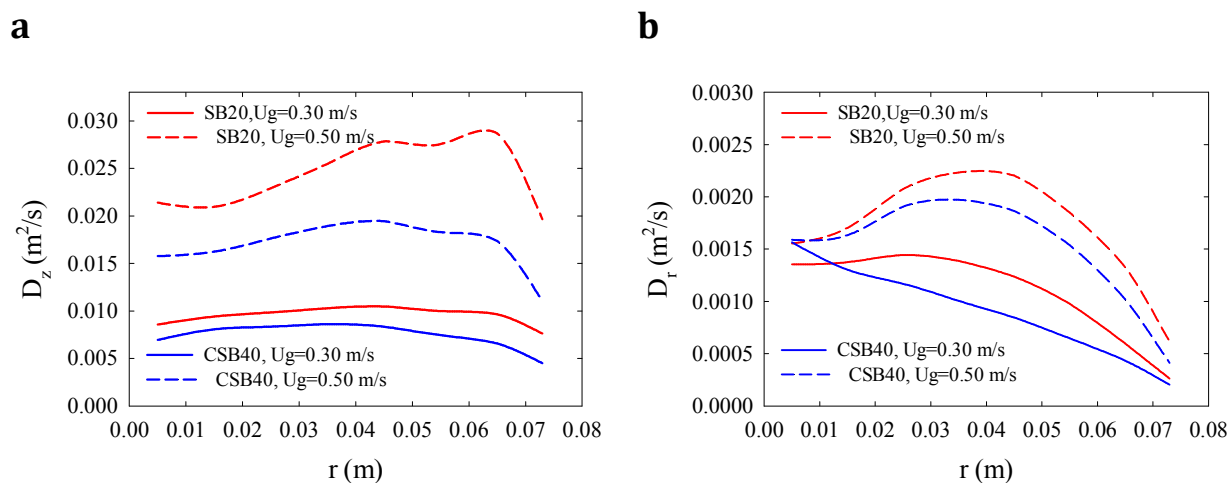 a
b
SB20,Ug=0.30 m/s
SB20, Ug=0.50 m/s
CSB40, Ug=0.30 m/s
CSB40, Ug=0.50 m/s
0.030
0.025
0.020
0.015
0.010
0.005
0.000
D_z (m²/s)
0.00 0.01 0.02 0.03 0.04 0.05 0.06 0.07 0.08
r (m)
SB20,Ug=0.30 m/s
SB20, Ug=0.50 m/s
CSB40, Ug=0.30 m/s
CSB40, Ug=0.50 m/s
0.0030
0.0025
0.0020
0.0015
0.0010
0.0005
0.0000
D_r (m²/s)
0.00 0.01 0.02 0.03 0.04 0.05 0.06 0.07 0.08
r (m)